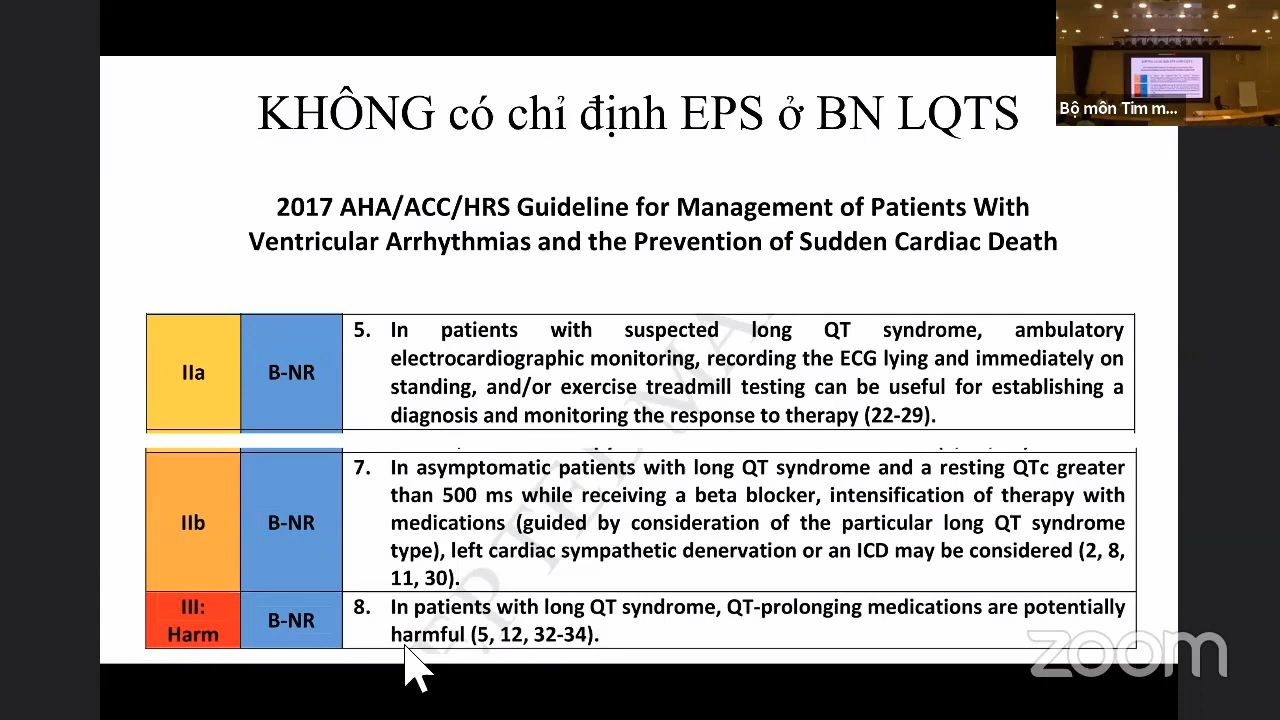 KHÔNG có chỉ định EPS ở BN LQTS
Bộ môn Tim m...
2017 AHA/ACC/HRS Guideline for Management of Patients With
Ventricular Arrhythmias and the Prevention of Sudden Cardiac Death
IIa
B-NR
5. In patients with suspected long QT syndrome, ambulatory
electrocardiographic monitoring, recording the ECG lying and immediately on
standing, and/or exercise treadmill testing can be useful for establishing a
diagnosis and monitoring the response to therapy (22-29).
IIb
B-NR
7. In asymptomatic patients with long QT syndrome and a resting QTc greater
than 500 ms while receiving a beta blocker, intensification of therapy with
medications (guided by consideration of the particular long QT syndrome
type), left cardiac sympathetic denervation or an ICD may be considered (2, 8,
11, 30).
III:
Harm
B-NR
8. In patients with long QT syndrome, QT-prolonging medications are potentially
harmful (5, 12, 32-34).
zoom